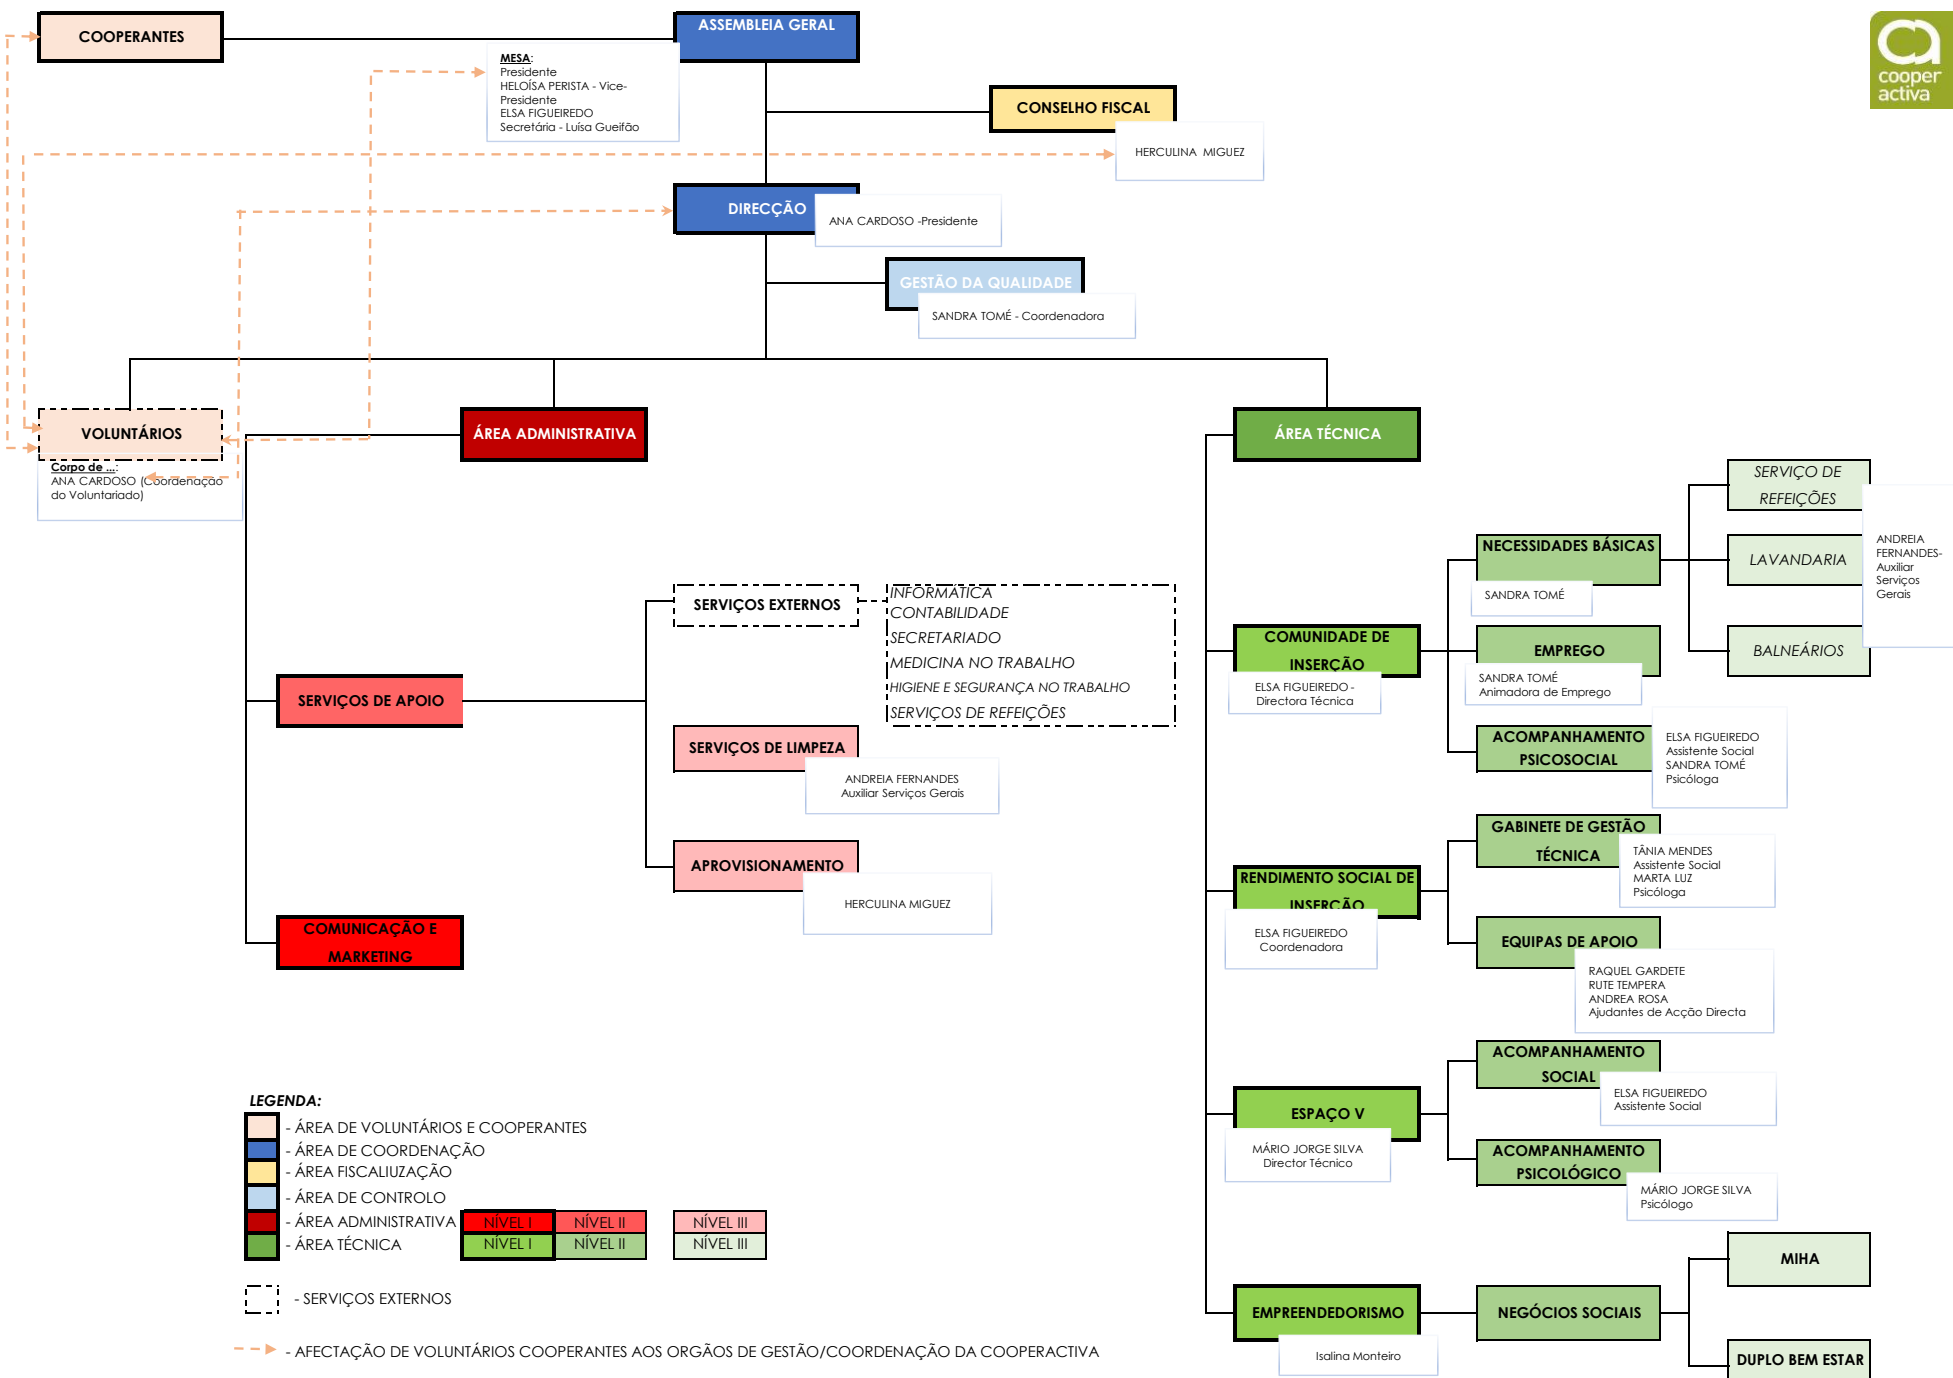 COOPERANTES
ASSEMBLEIA GERAL
cooper
activa
MESA:
Presidente
HELOÍSA PERISTA - Vice-
Presidente
ELSA FIGUEIREDO
Secretária - Luísa Gueifão
CONSELHO FISCAL
HERCULINA MIGUEZ
DIRECÇÃO
ANA CARDOSO -Presidente
GESTÃO DA QUALIDADE
SANDRA TOMÉ - Coordenadora
VOLUNTÁRIOS
Corpo de ...:
ANA CARDOSO (Coordenação
do Voluntariado)
ÁREA ADMINISTRATIVA
ÁREA TÉCNICA
SERVIÇOS DE APOIO
COMUNICAÇÃO E
MARKETING
SERVIÇOS EXTERNOS
INFORMÁTICA
CONTABILIDADE
SECRETARIADO
MEDICINA NO TRABALHO
HIGIENE E SEGURANÇA NO TRABALHO
SERVIÇOS DE REFEIÇÕES
SERVIÇOS DE LIMPEZA
ANDREIA FERNANDES
Auxiliar Serviços Gerais
APROVISIONAMENTO
HERCULINA MIGUEZ
COMUNIDADE DE
INSERÇÃO
ELSA FIGUEIREDO -
Directora Técnica
NECESSIDADES BÁSICAS
SANDRA TOMÉ
SERVIÇO DE
REFEIÇÕES
LAVANDARIA
BALNEÁRIOS
ANDREIA
FERNANDES-
Auxiliar
Serviços
Gerais
EMPREGO
SANDRA TOMÉ
Animadora de Emprego
ACOMPANHAMENTO
PSICOSOCIAL
ELSA FIGUEIREDO
Assistente Social
SANDRA TOMÉ
Psicóloga
RENDIMENTO SOCIAL DE
INSERÇÃO
ELSA FIGUEIREDO
Coordenadora
GABINETE DE GESTÃO
TÉCNICA
TÂNIA MENDES
Assistente Social
MARTA LUZ
Psicóloga
EQUIPAS DE APOIO
RAQUEL GARDETE
RUTE TEMPERA
ANDREA ROSA
Ajudantes de Acção Directa
ESPAÇO V
MÁRIO JORGE SILVA
Director Técnico
ACOMPANHAMENTO
SOCIAL
ELSA FIGUEIREDO
Assistente Social
ACOMPANHAMENTO
PSICOLÓGICO
MÁRIO JORGE SILVA
Psicólogo
EMPREENDEDORISMO
Isalina Monteiro
NEGÓCIOS SOCIAIS
MIHA
DUPLO BEM ESTAR
LEGENDA:
- ÁREA DE VOLUNTÁRIOS E COOPERANTES
- ÁREA DE COORDENAÇÃO
- ÁREA FISCALIUZAÇÃO
- ÁREA DE CONTROLO
- ÁREA ADMINISTRATIVA NÍVEL I NÍVEL II NÍVEL III
- ÁREA TÉCNICA NÍVEL I NÍVEL II NÍVEL III
- SERVIÇOS EXTERNOS
- AFECTAÇÃO DE VOLUNTÁRIOS COOPERANTES AOS ORGÃOS DE GESTÃO/COORDENAÇÃO DA COOPERACTIVA